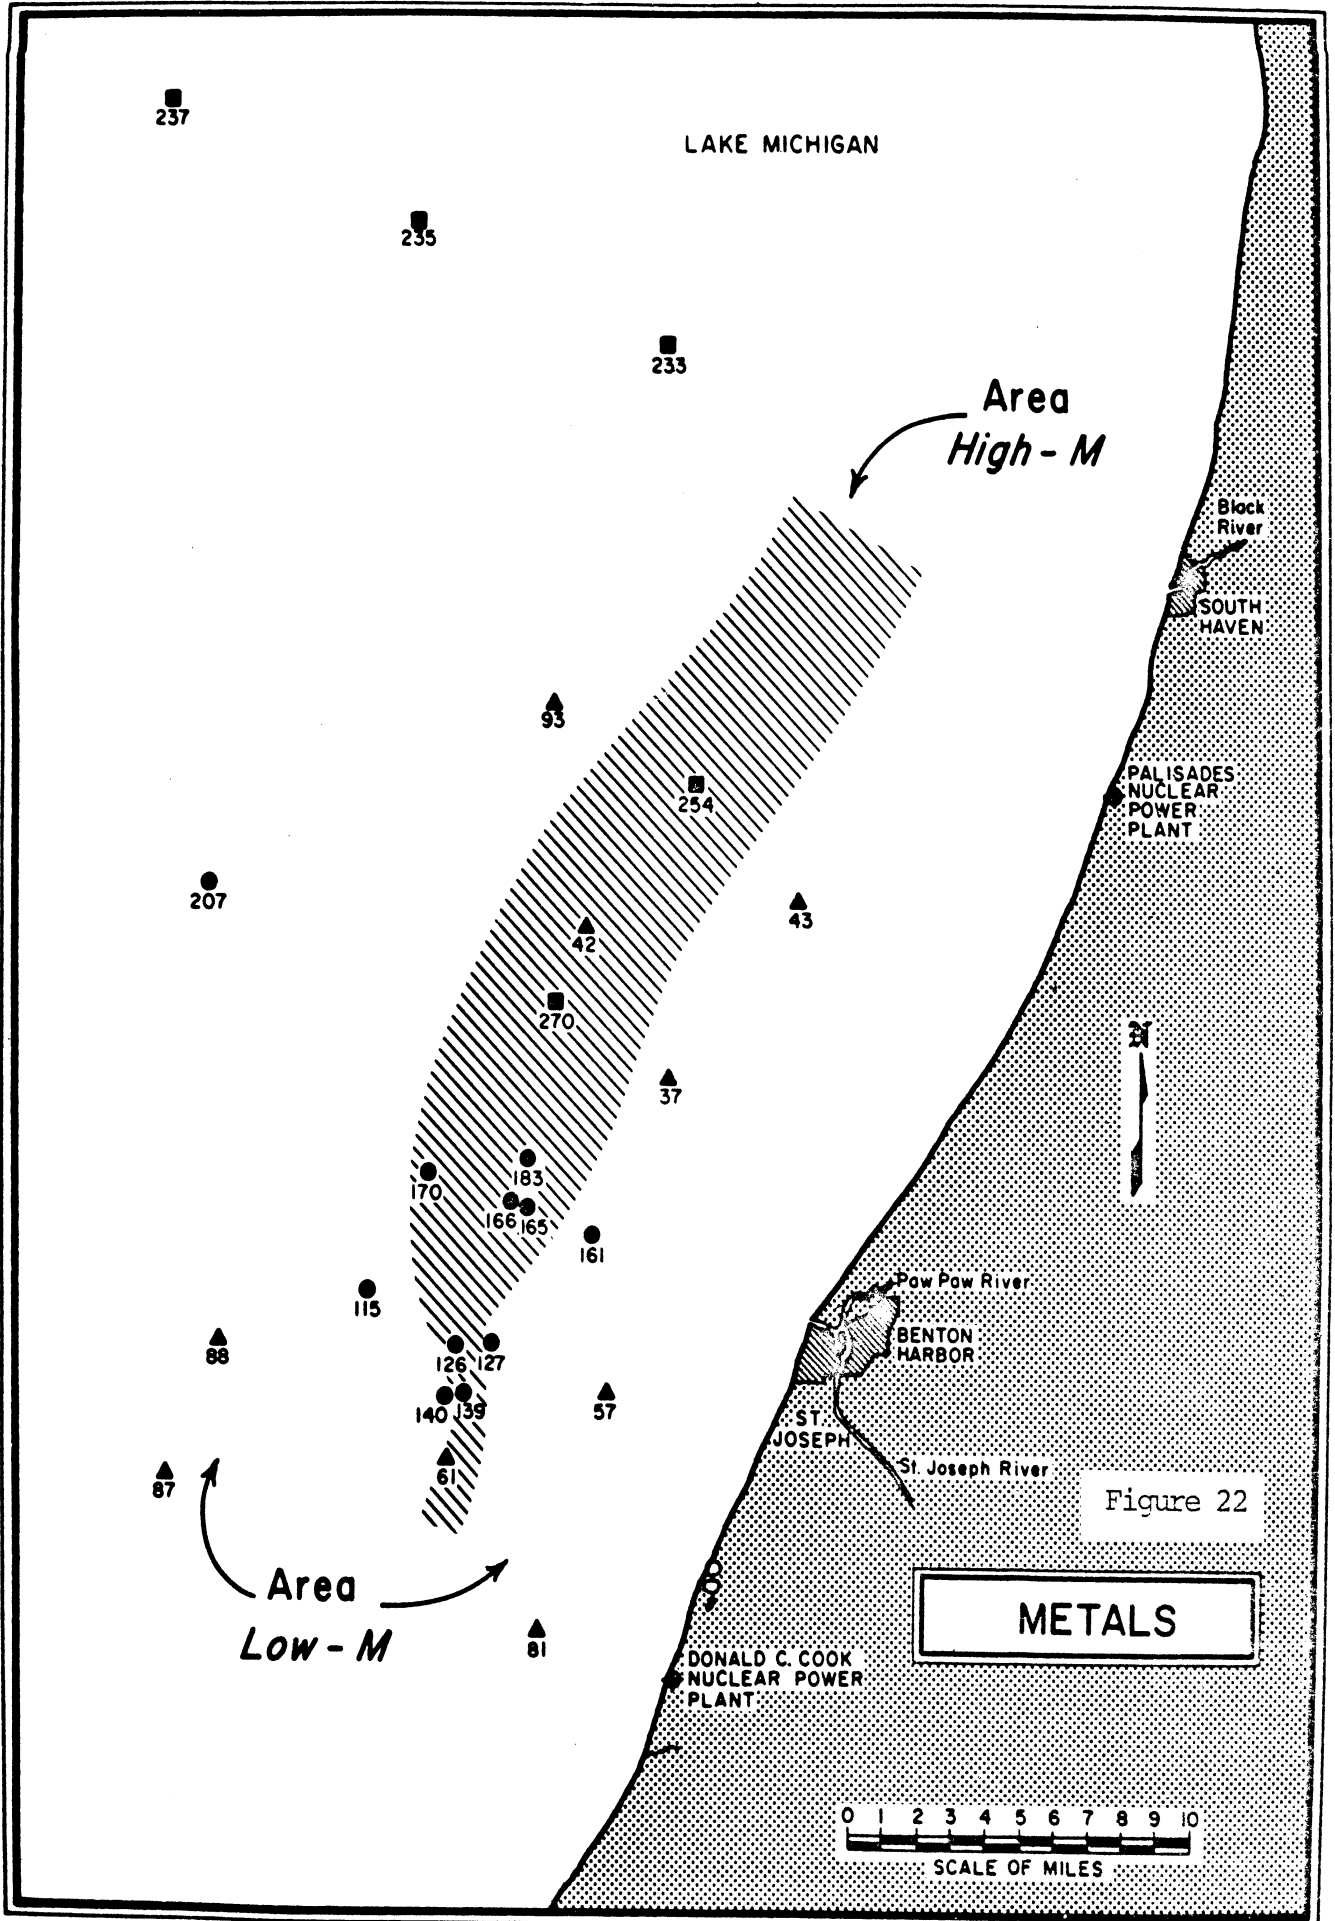 237
LAKE MICHIGAN
235
233
Area
High - M
Black
River
SOUTH
HAVEN
93
PALISADES
NUCLEAR
POWER
PLANT
254
207
43
42
270
N
37
183
170
166
165
161
Paw Paw River
115
BENTON
HARBOR
88
126
127
140
139
57
ST.
JOSEPH
61
St. Joseph River
87
Figure 22
Area
Low - M
METALS
81
DONALD C. COOK
NUCLEAR POWER
PLANT
0 1 2 3 4 5 6 7 8 9 10
SCALE OF MILES